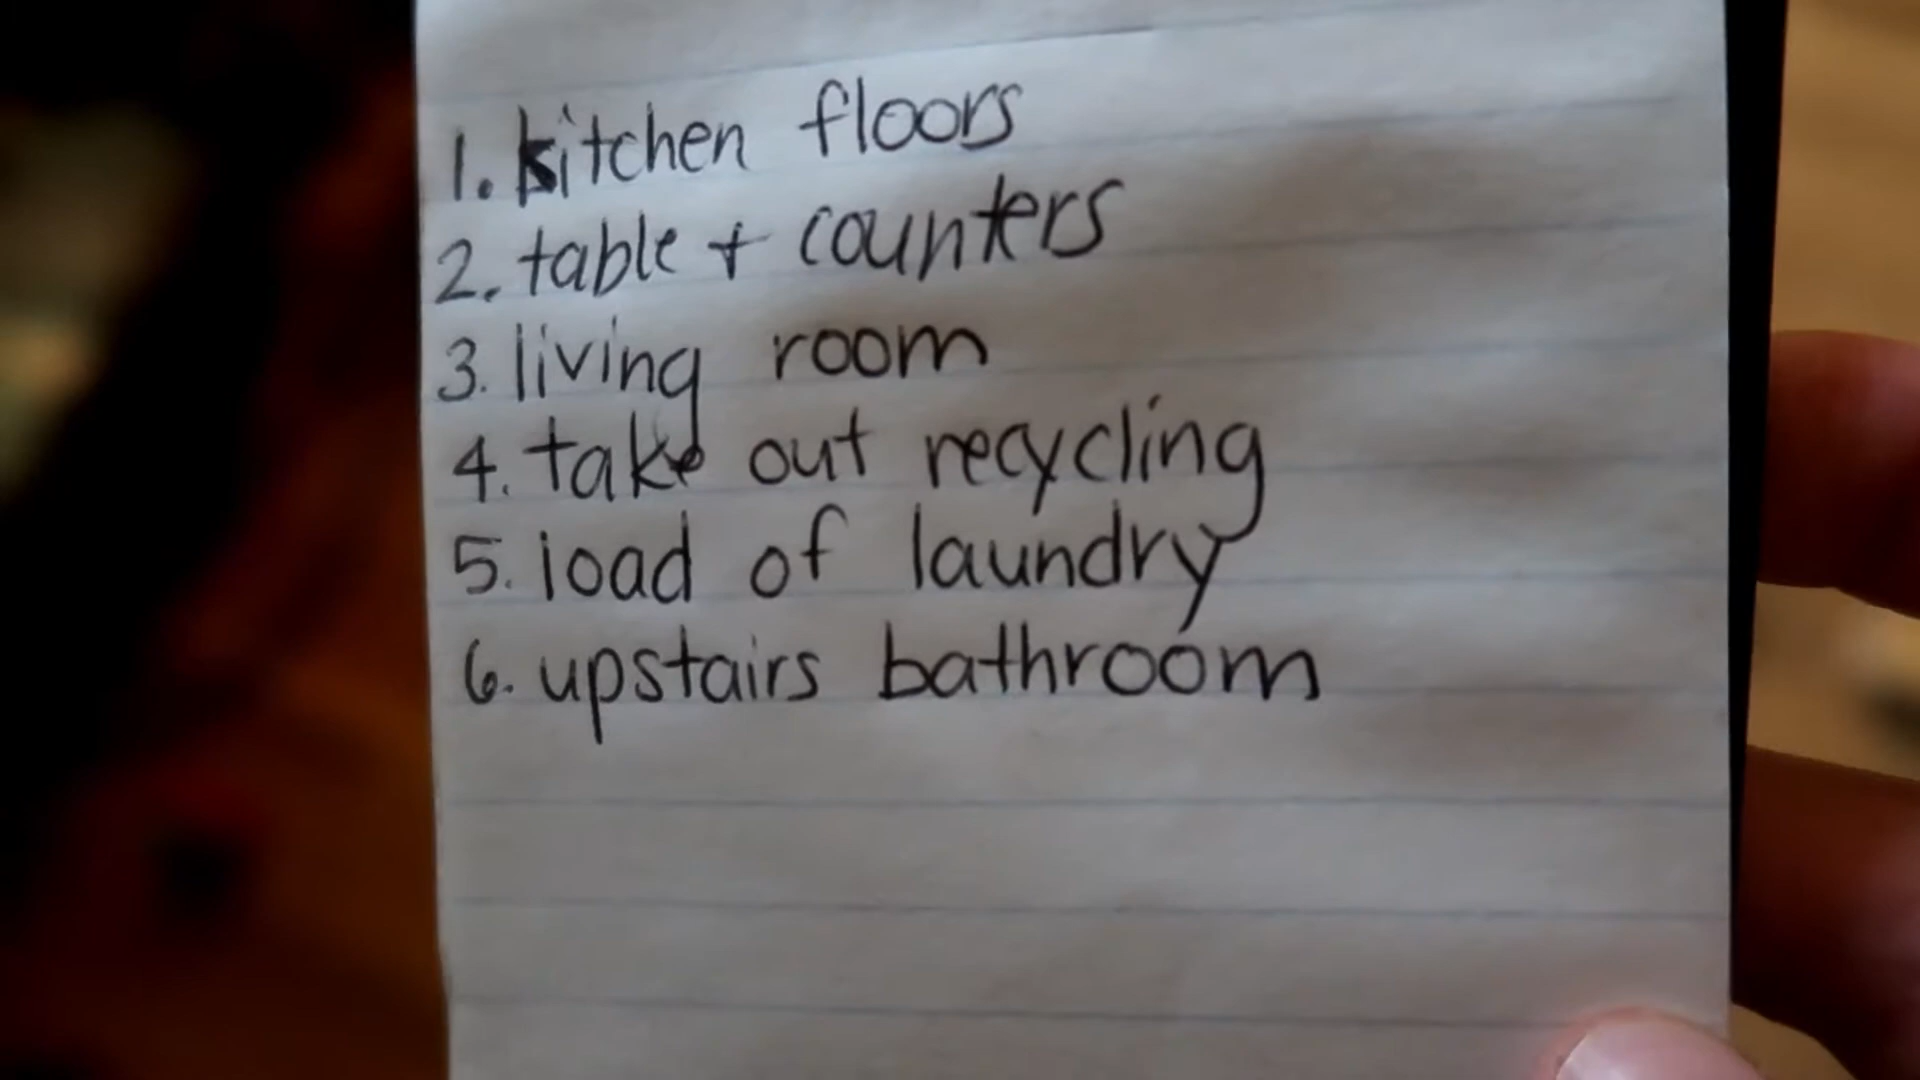 1. kitchen floors
2. table + counters
3. living room
4. take out recycling
5. load of laundry
6. upstairs bathroom